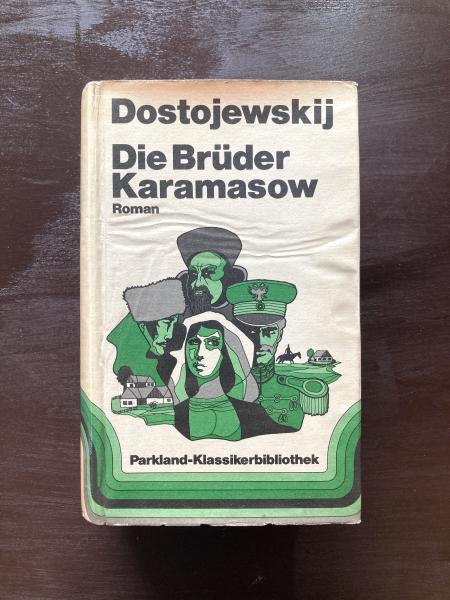 Dostojewskij
Die Brüder
Karamasow
Roman
Parkland-Klassikerbibliothek